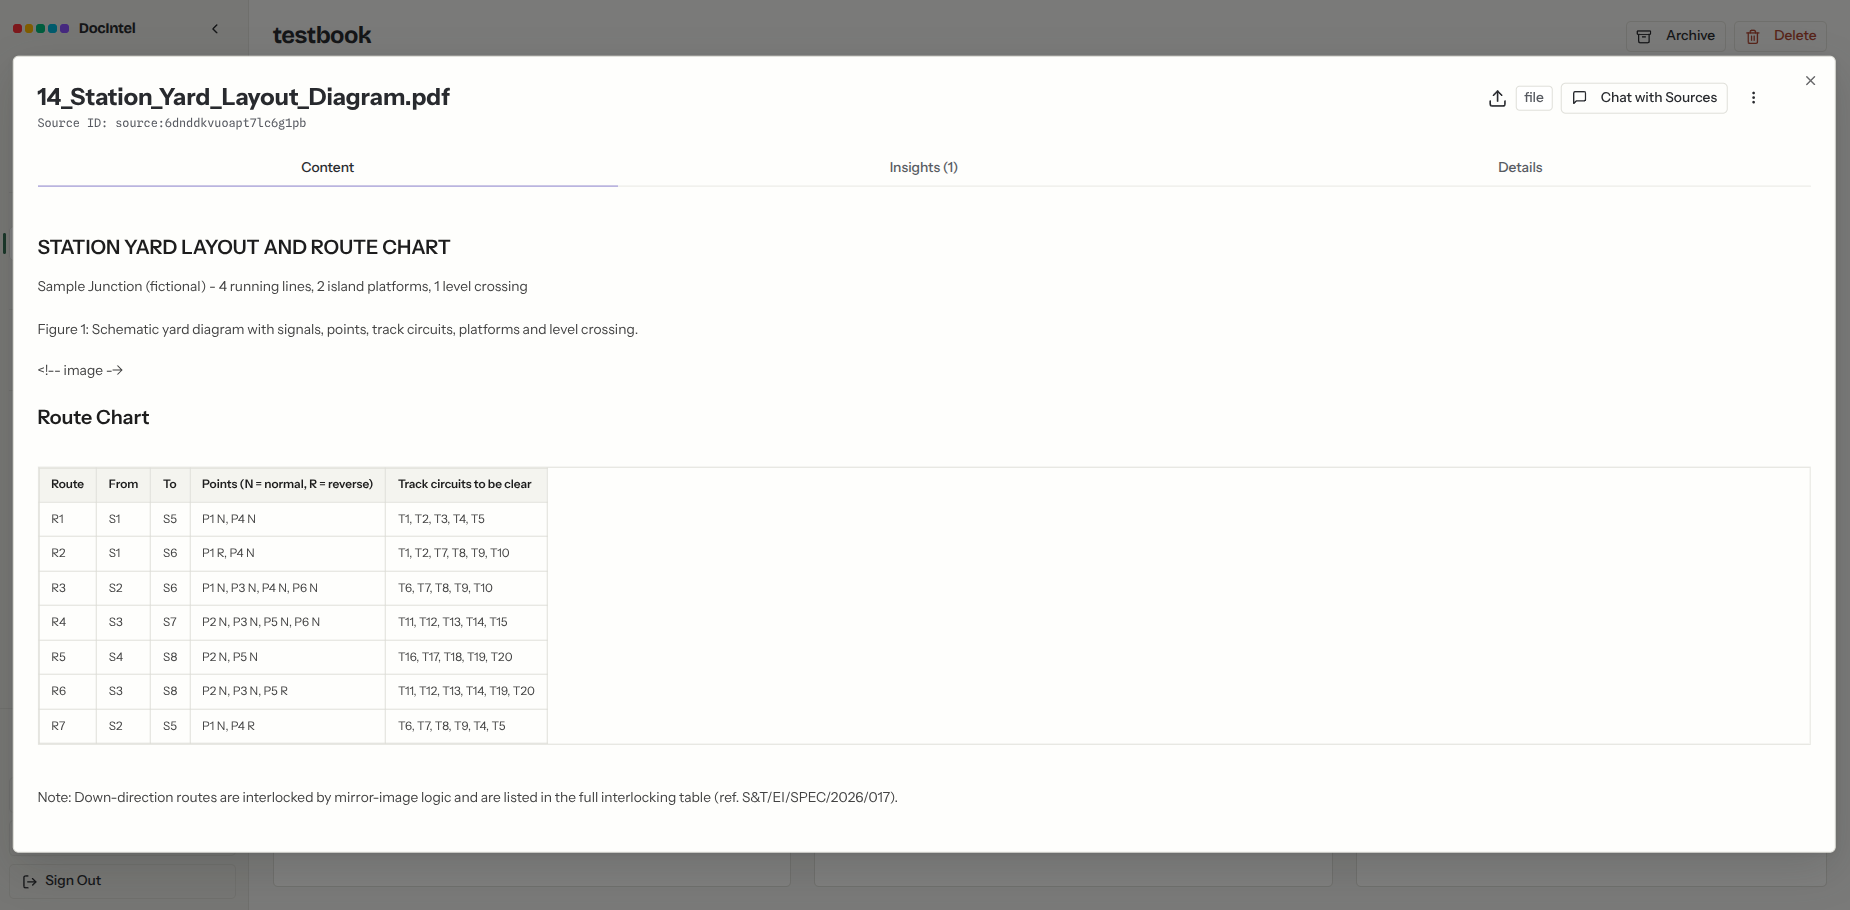 DocIntel
testbook
Archive
Delete
14_Station_Yard_Layout_Diagram.pdf
file
Chat with Sources
Source ID: source:6dnddkvuoapt7lc6g1pb
Content
Insights (1)
Details
STATION YARD LAYOUT AND ROUTE CHART
Sample Junction (fictional) - 4 running lines, 2 island platforms, 1 level crossing
Figure 1: Schematic yard diagram with signals, points, track circuits, platforms and level crossing.
<!-- image -->
Route Chart
Route From To Points (N = normal, R = reverse) Track circuits to be clear
R1 S1 S5 P1 N, P4 N T1, T2, T3, T4, T5
R2 S1 S6 P1 R, P4 N T1, T2, T7, T8, T9, T10
R3 S2 S6 P1 N, P3 N, P4 N, P6 N T6, T7, T8, T9, T10
R4 S3 S7 P2 N, P3 N, P5 N, P6 N T11, T12, T13, T14, T15
R5 S4 S8 P2 N, P5 N T16, T17, T18, T19, T20
R6 S3 S8 P2 N, P3 N, P5 R T11, T12, T13, T14, T19, T20
R7 S2 S5 P1 N, P4 R T6, T7, T8, T9, T4, T5
Note: Down-direction routes are interlocked by mirror-image logic and are listed in the full interlocking table (ref. S&T/EI/SPEC/2026/017).
Sign Out